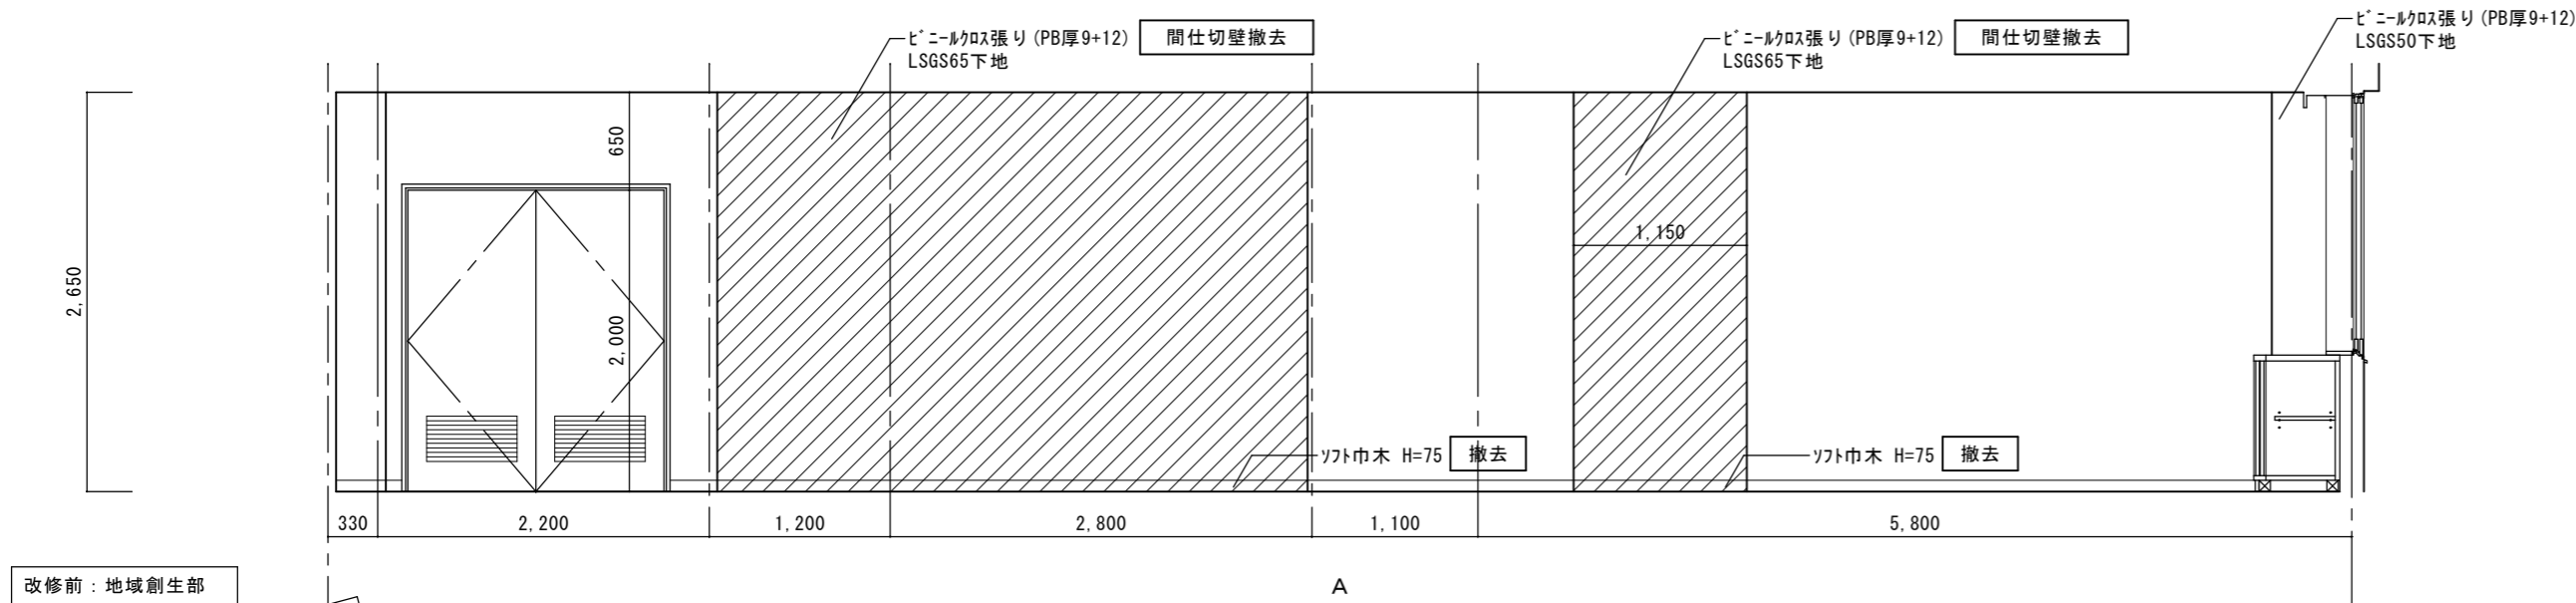 ﾋﾞﾆｰﾙｸﾛｽ張り(PB厚9+12) 間仕切壁撤去
LSGS65下地
ﾋﾞﾆｰﾙｸﾛｽ張り(PB厚9+12) 間仕切壁撤去
LSGS65下地
ﾋﾞﾆｰﾙｸﾛｽ張り(PB厚9+12)
LSGS50下地
2,650
650
2,000
1,150
ｿﾌﾄ巾木 H=75 撤去
ｿﾌﾄ巾木 H=75 撤去
330
2,200
1,200
2,800
1,100
5,800
改修前：地域創生部
A